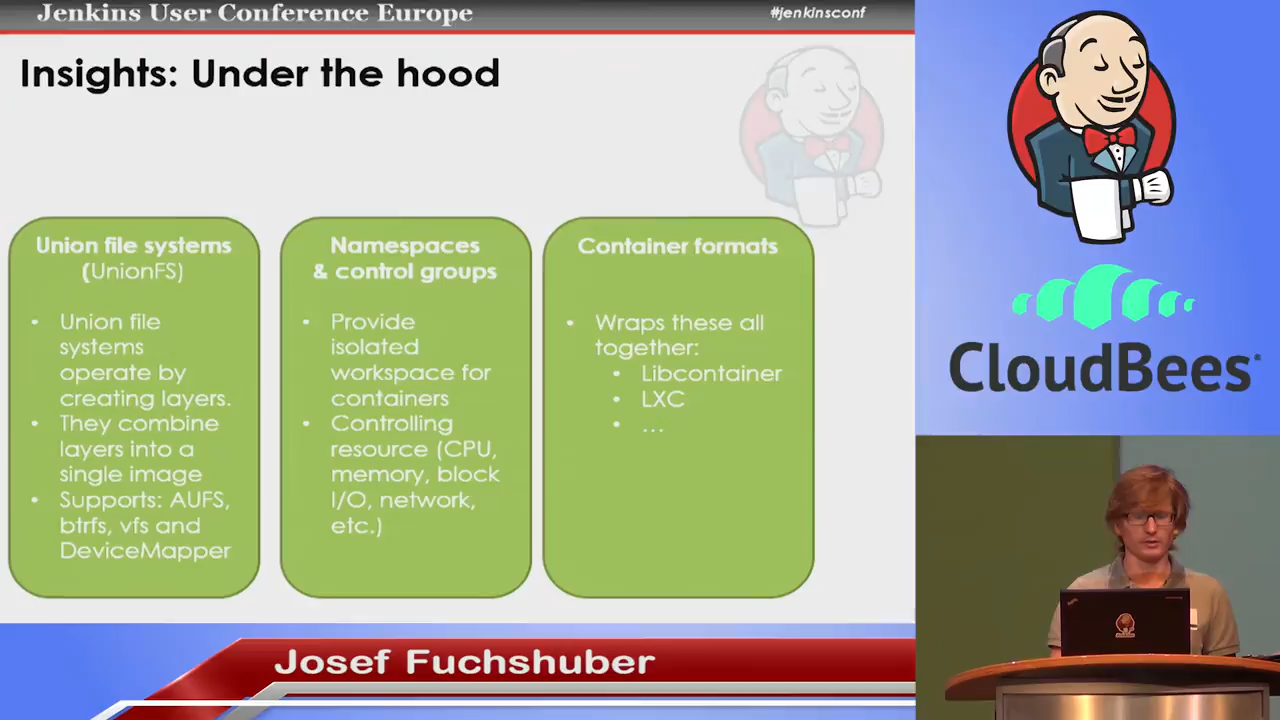 Jenkins User Conference Europe
#jenkinsconf
Insights: Under the hood
Union file systems
(UnionFS)
• Union file
systems
operate by
creating layers.
• They combine
layers into a
single image
• Supports: AUFS,
btrfs, vfs and
DeviceMapper
Namespaces
& control groups
• Provide
isolated
workspace for
containers
• Controlling
resource (CPU,
memory, block
I/O, network,
etc.)
Container formats
• Wraps these all
together:
• Libcontainer
• LXC
• ...
CloudBees
Josef Fuchshuber